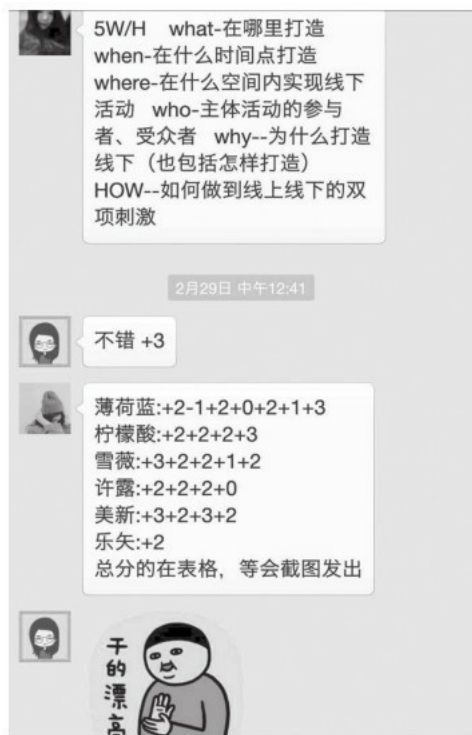 5W/H what-在哪里打造
when-在什么时间点打造
where-在什么空间内实现线下
活动 who-主体活动的参与
者、受众者 why--为什么打造
线下（也包括怎样打造）
HOW--如何做到线上线下的双
项刺激
2月29日 中午12:41
不错 +3
薄荷蓝:+2-1+2+0+2+1+3
柠檬酸:+2+2+2+3
雪薇:+3+2+2+1+2
许露:+2+2+2+0
美新:+3+2+3+2
乐矢:+2
总分的在表格，等会截图发出
干的漂亮